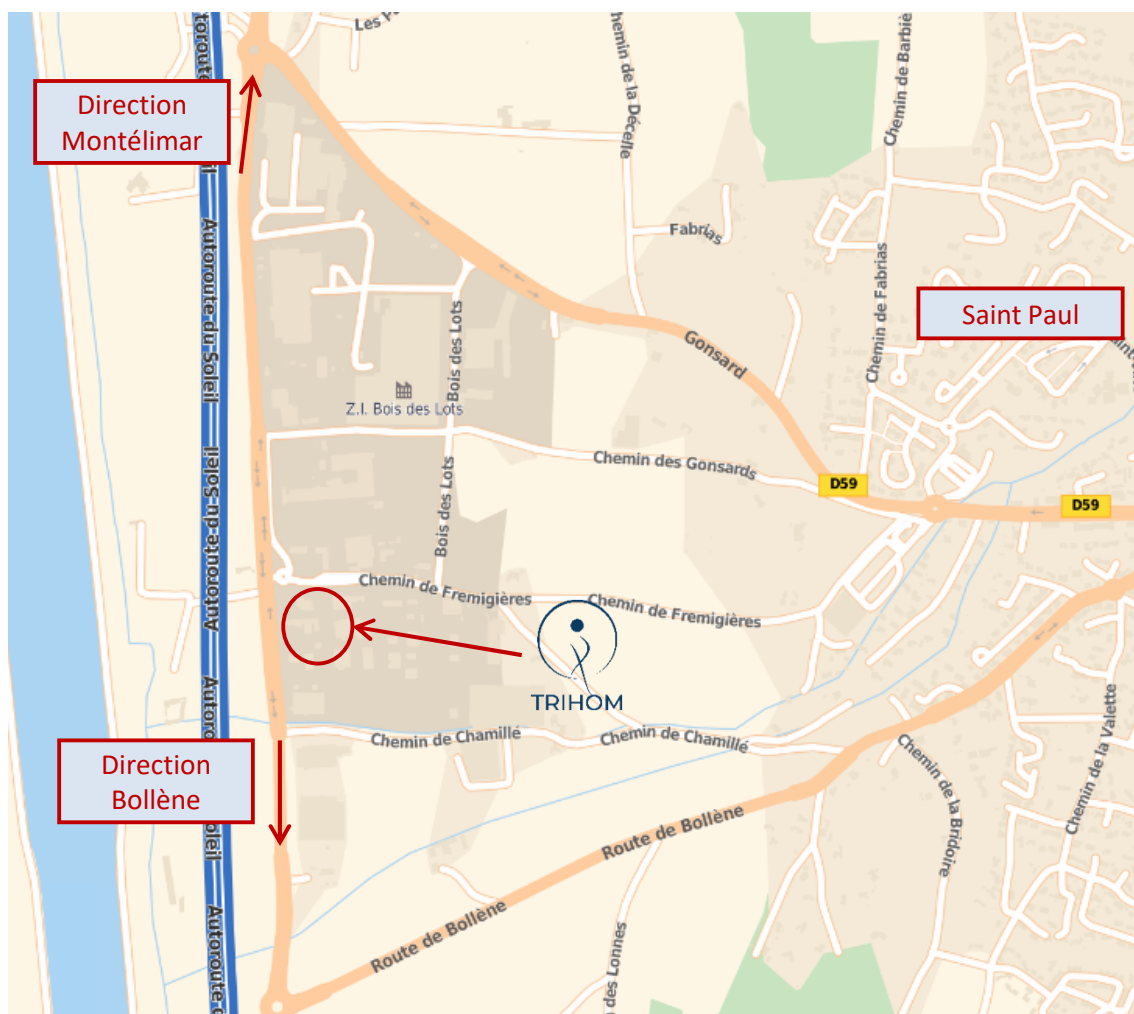 Les
Chemin de la Décelle
Chemin de Barbiè
Autoroute
Direction
Montélimar
Fabrias
Autoroute du Soleil
Chemin de Fabrias
Saint Paul
Gonsard
Bois des Lots
Z.I. Bois des Lots
Chemin des Gonsards
D59
D59
Autoroute du Soleil
Bois des Lots
Chemin de Fremigières
Chemin de Fremigières
TRIHOM
Chemin de Chamillé
Chemin de Chamillé
Direction
Bollène
Chemin de la Valette
Chemin de la Bridoire
Route de Bollène
Route de Bollène
des Lonnes
Autoroute